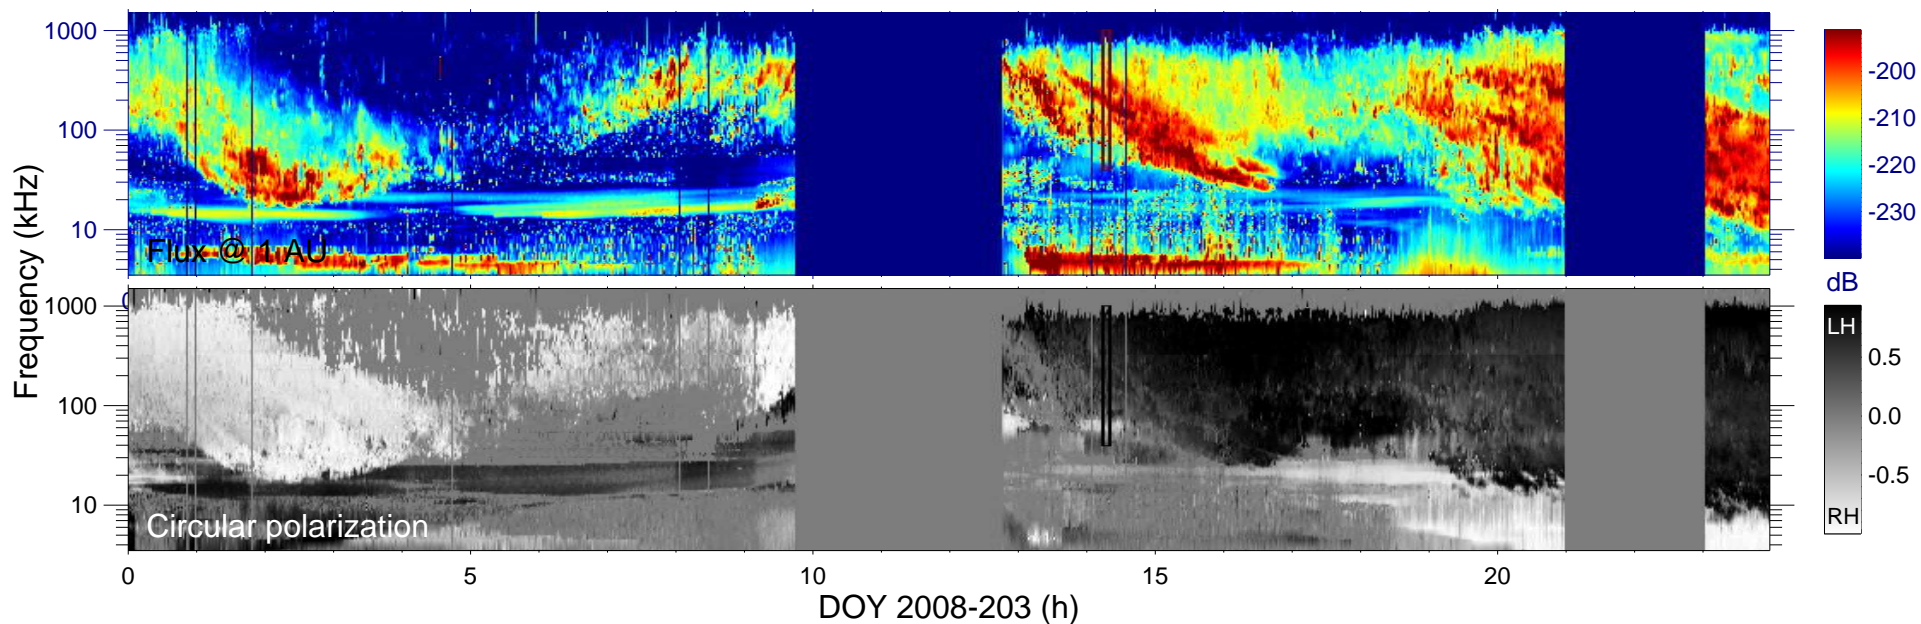 1000
100
10
Flux @ 1 AU
-200
-210
-220
-230
dB
Frequency (kHz)
0
1000
100
10
Circular polarization
LH
0.5
0.0
-0.5
RH
0 5 10 15 20
DOY 2008-203 (h)